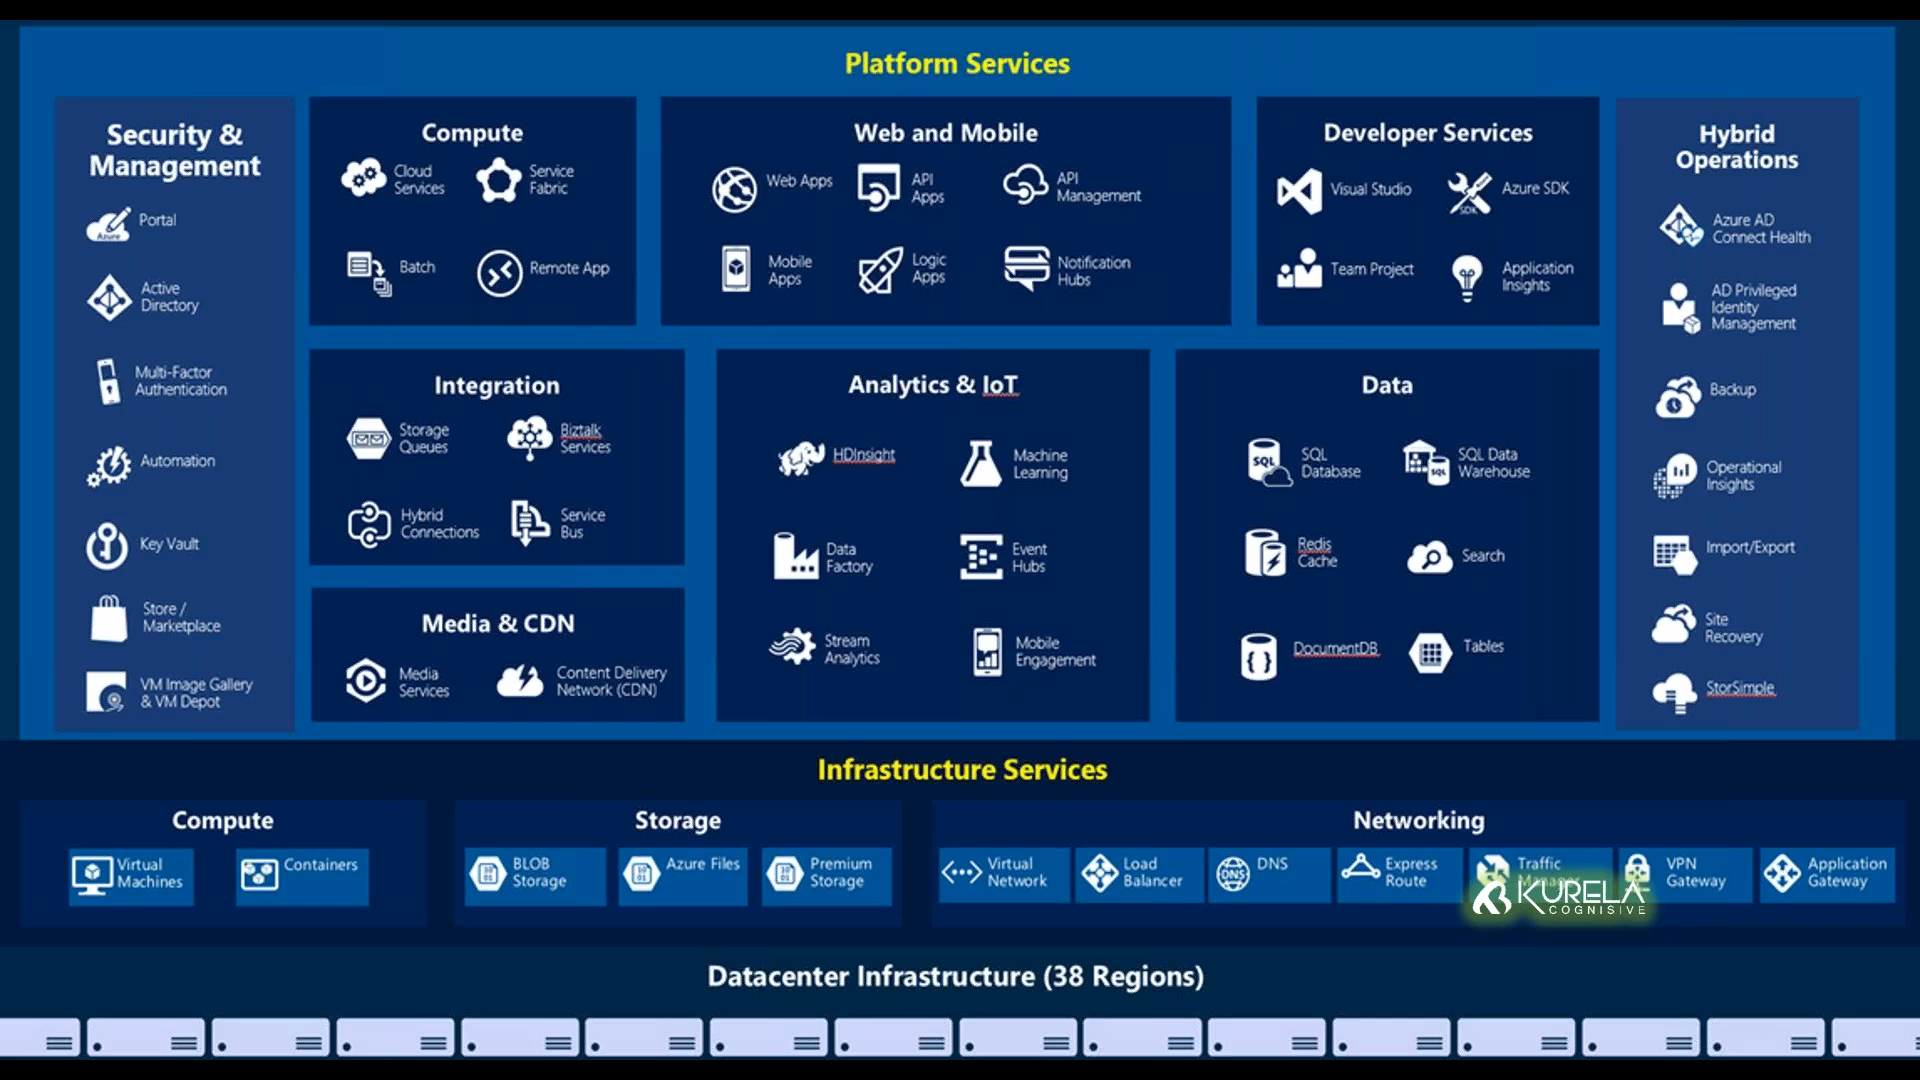 Platform Services
Security &
Management
Portal
Azure
Active
Directory
Multi-Factor
Authentication
Automation
Key Vault
Store /
Marketplace
VM Image Gallery
& VM Depot
Compute
Cloud
Services
Service
Fabric
Batch
Remote App
Web and Mobile
Web Apps
API
Apps
API
Management
Mobile
Apps
Logic
Apps
Notification
Hubs
Developer Services
Visual Studio
SDK
Azure SDK
Team Project
Application
Insights
Hybrid
Operations
Azure AD
Connect Health
AD Privileged
Identity
Management
Backup
Operational
Insights
Import/Export
Site
Recovery
StorSimple
Integration
Storage
Queues
Biztalk
Services
Hybrid
Connections
Service
Bus
Media & CDN
Media
Services
Content Delivery
Network (CDN)
Analytics & IoT
HDInsight
Machine
Learning
Data
Factory
Event
Hubs
Stream
Analytics
Mobile
Engagement
Data
SQL
SQL
Database
SQL
SQL Data
Warehouse
Redis
Cache
Search
DocumentDB
Tables
Infrastructure Services
Compute
Virtual
Machines
Containers
Storage
BLOB
Storage
Azure Files
Premium
Storage
Networking
Virtual
Network
Load
Balancer
DNS
DNS
Express
Route
Traffic
Manager
VPN
Gateway
Application
Gateway
KURELA
COGNISIVE
Datacenter Infrastructure (38 Regions)